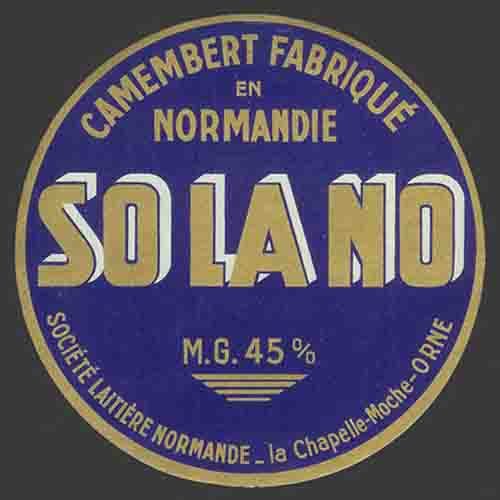 CAMEMBERT FABRIQUÉ
EN
NORMANDIE
SOLANO
M.G. 45%
SOCIÉTÉ LAITIÈRE NORMANDE - la Chapelle-Moche - ORNE